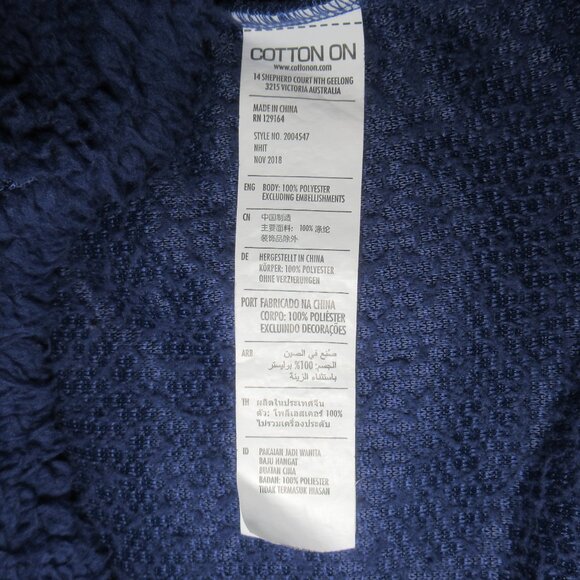 COTTON ON
www.cottonon.com
14 SHEPHERD COURT NTH GEELONG
3215 VICTORIA AUSTRALIA
MADE IN CHINA
RN 129164
STYLE NO. 2004547
NHIT
NOV 2018
ENG BODY: 100% POLYESTER
EXCLUDING EMBELLISHMENTS
CN 中国制造
主要面料: 100% 涤纶
装饰品除外
DE HERGESTELLT IN CHINA
KÖRPER: 100% POLYESTER
OHNE VERZIERUNGEN
PORT FABRICADO NA CHINA
CORPO: 100% POLIÉSTER
EXCLUINDO DECORAÇÕES
ARB صنع في الصين
الجسم: 100% بوليستر
باستثناء الزينة
TH ผลิตในประเทศจีน
ตัว: โพลีเอสเตอร์ 100%
ไม่รวมเครื่องประดับ
ID PAKAIAN JADI WANITA
BAJU HANGAT
BUATAN CINA
BADAN: 100% POLYESTER
TIDAK TERMASUK HIASAN